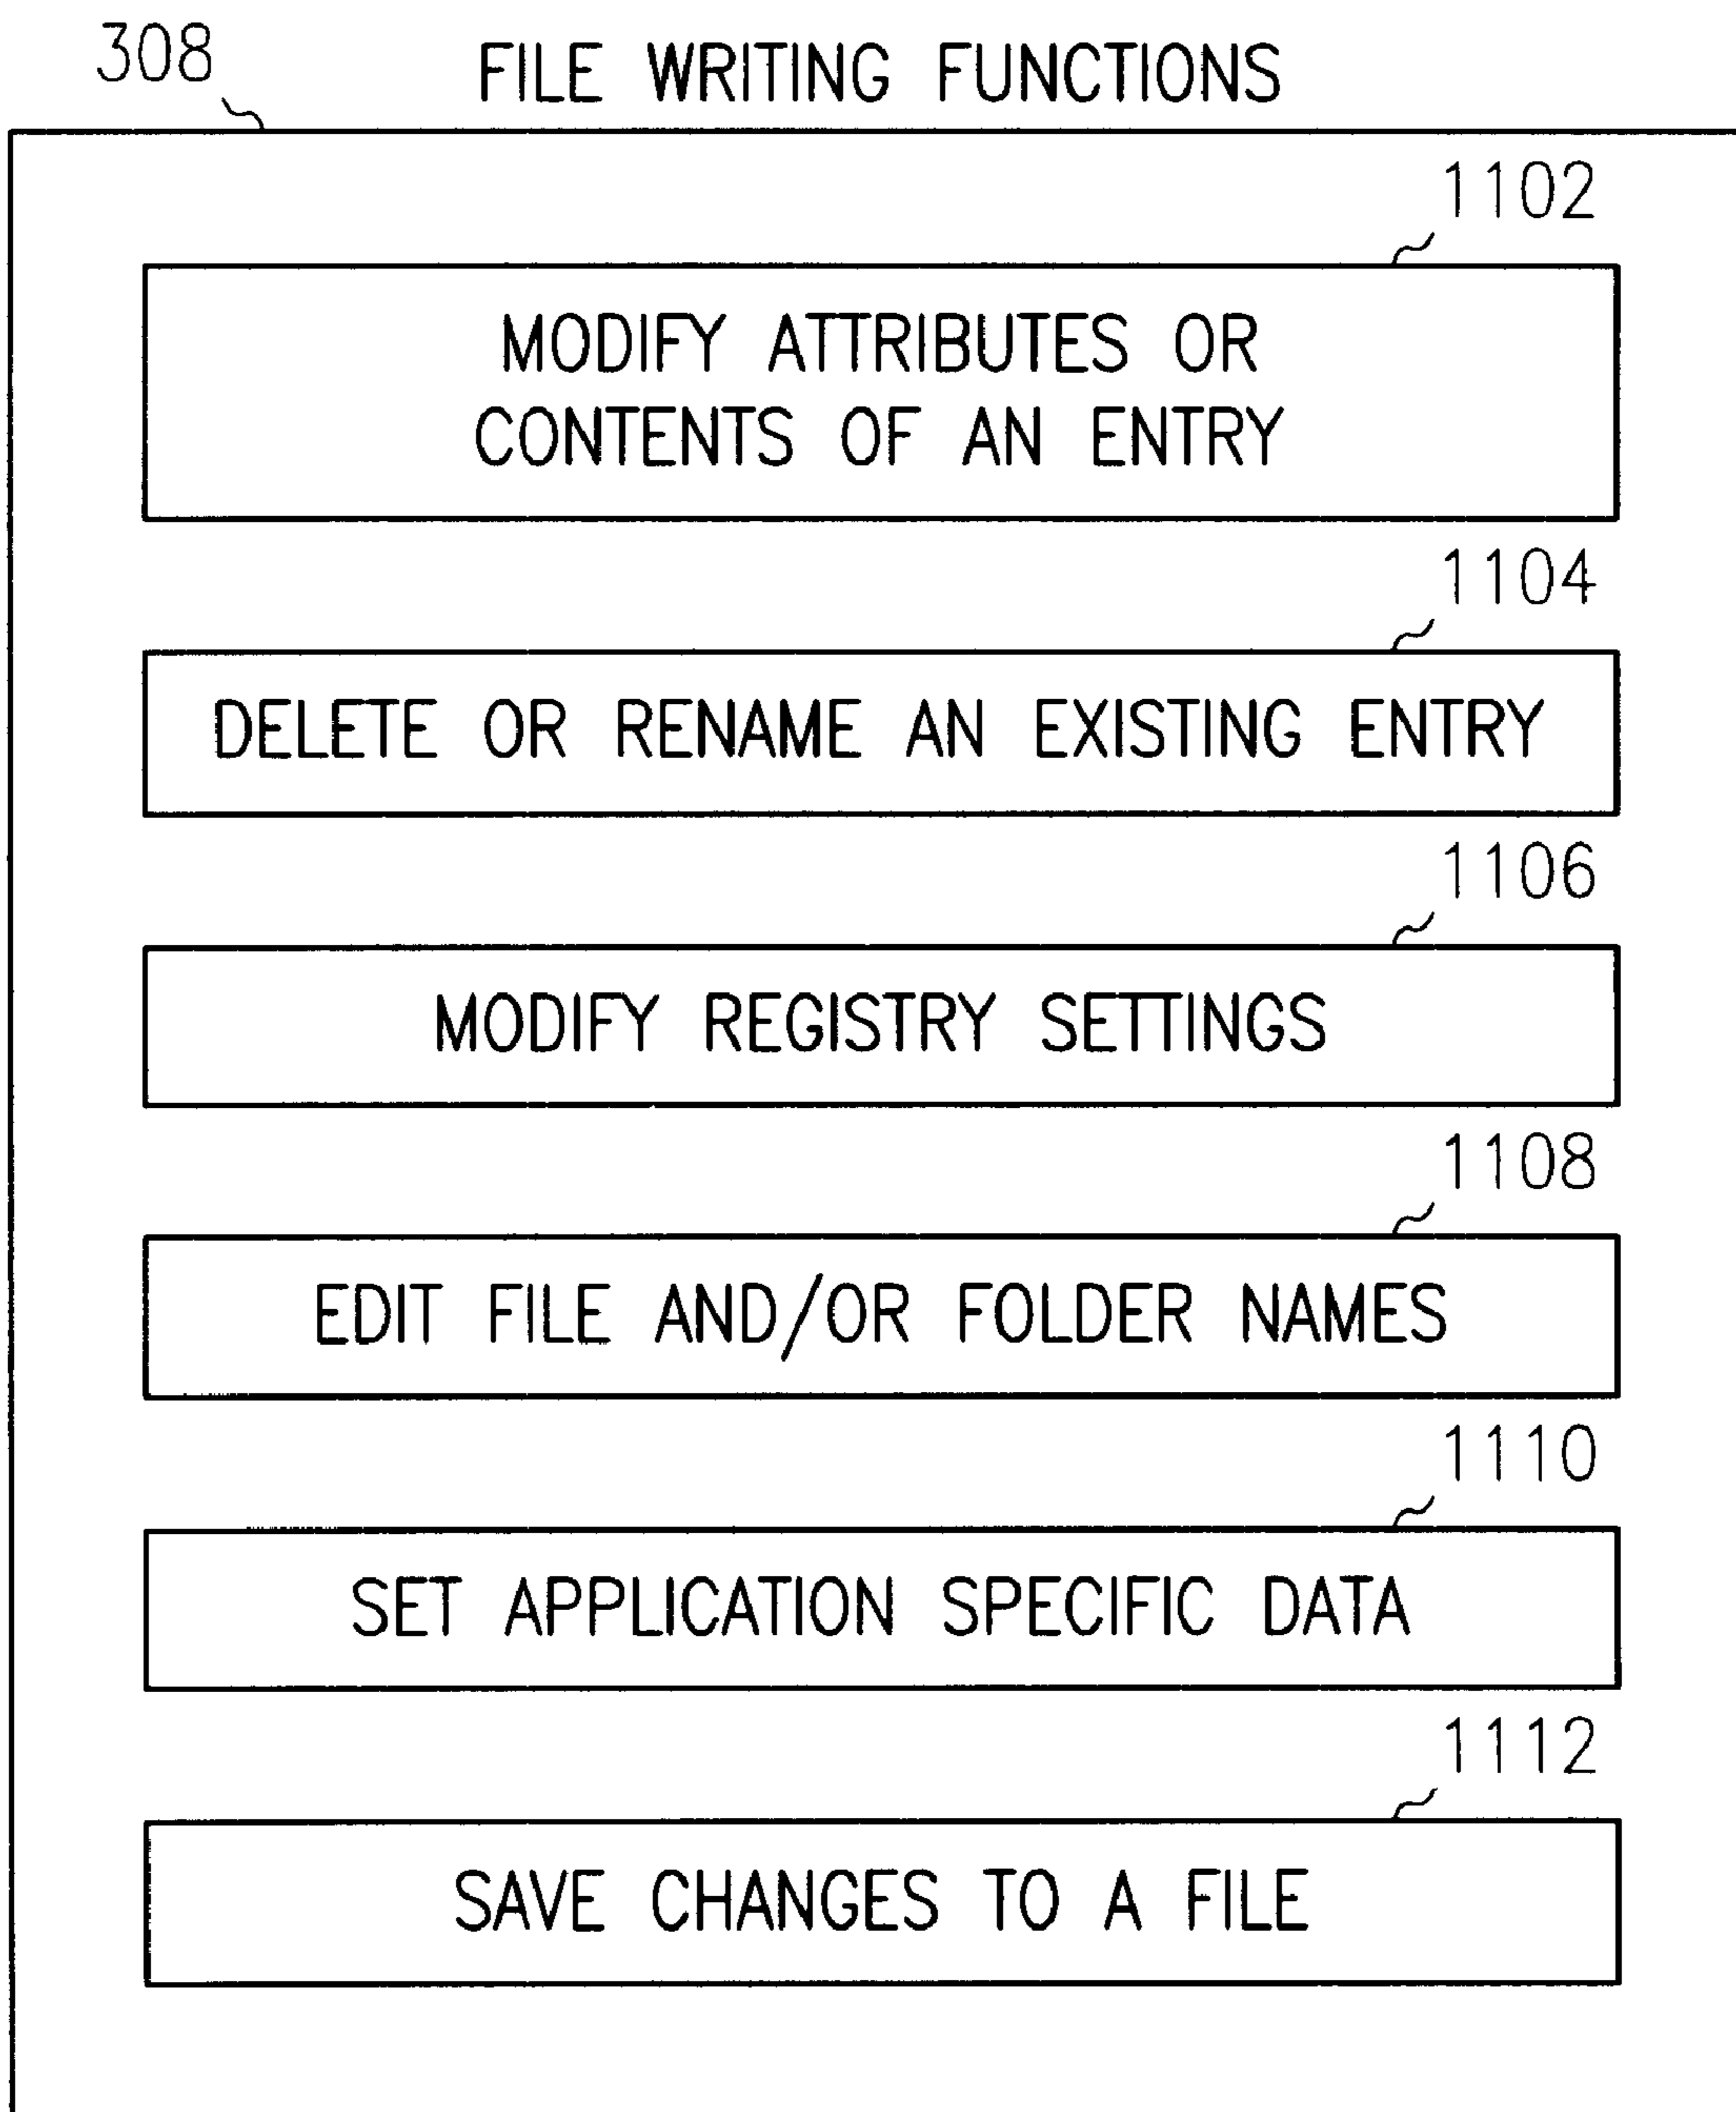 308
FILE WRITING FUNCTIONS
1102
MODIFY ATTRIBUTES OR
CONTENTS OF AN ENTRY
1104
DELETE OR RENAME AN EXISTING ENTRY
1106
MODIFY REGISTRY SETTINGS
1108
EDIT FILE AND/OR FOLDER NAMES
1110
SET APPLICATION SPECIFIC DATA
1112
SAVE CHANGES TO A FILE